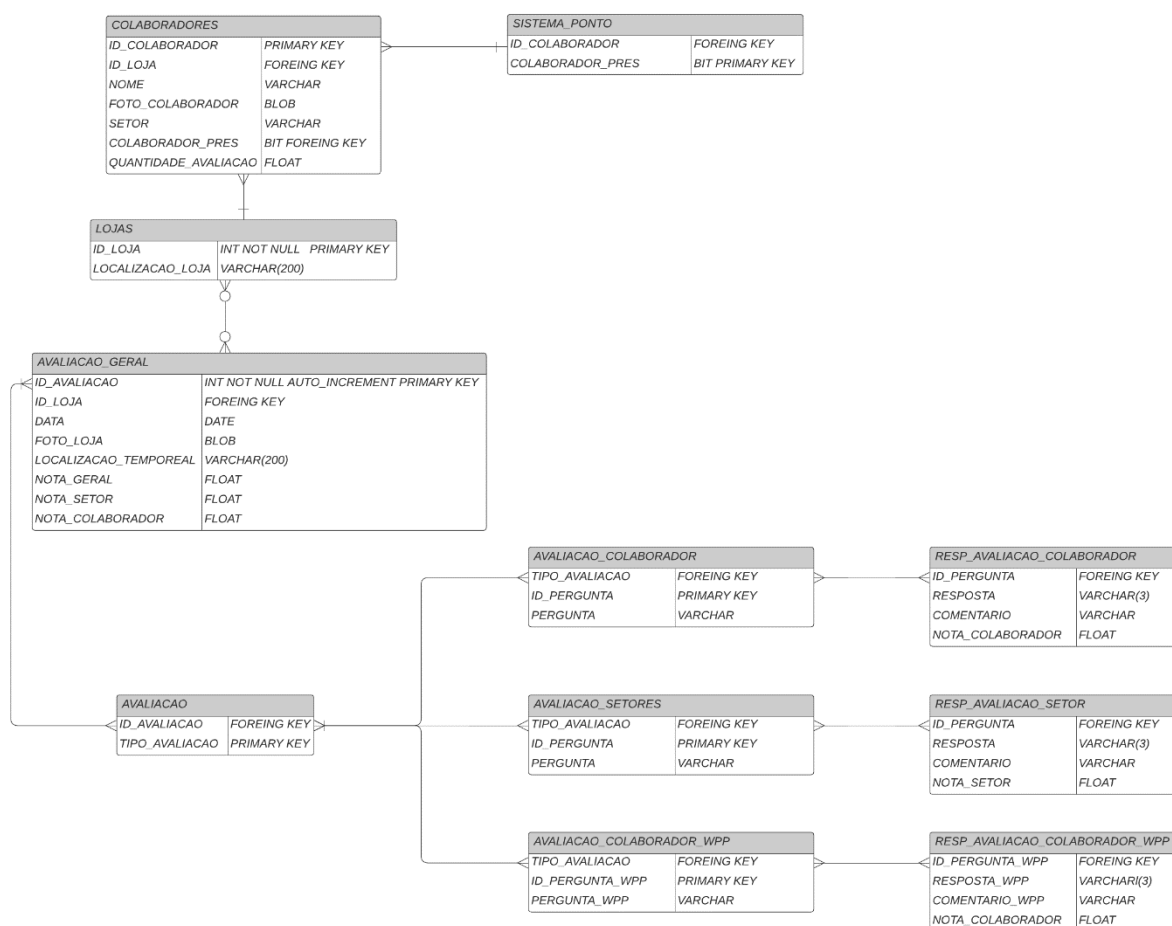 COLABORADORES
ID_COLABORADOR PRIMARY KEY
ID_LOJA FOREING KEY
NOME VARCHAR
FOTO_COLABORADOR BLOB
SETOR VARCHAR
COLABORADOR_PRES BIT FOREING KEY
QUANTIDADE_AVALIACAO FLOAT
SISTEMA_PONTO
ID_COLABORADOR FOREING KEY
COLABORADOR_PRES BIT PRIMARY KEY
LOJAS
ID_LOJA INT NOT NULL PRIMARY KEY
LOCALIZACAO_LOJA VARCHAR(200)
AVALIACAO_GERAL
ID_AVALIACAO INT NOT NULL AUTO_INCREMENT PRIMARY KEY
ID_LOJA FOREING KEY
DATA DATE
FOTO_LOJA BLOB
LOCALIZACAO_TEMPOREAL VARCHAR(200)
NOTA_GERAL FLOAT
NOTA_SETOR FLOAT
NOTA_COLABORADOR FLOAT
AVALIACAO_COLABORADOR
TIPO_AVALIACAO FOREING KEY
ID_PERGUNTA PRIMARY KEY
PERGUNTA VARCHAR
RESP_AVALIACAO_COLABORADOR
ID_PERGUNTA FOREING KEY
RESPOSTA VARCHAR(3)
COMENTARIO VARCHAR
NOTA_COLABORADOR FLOAT
AVALIACAO
ID_AVALIACAO FOREING KEY
TIPO_AVALIACAO PRIMARY KEY
AVALIACAO_SETORES
TIPO_AVALIACAO FOREING KEY
ID_PERGUNTA PRIMARY KEY
PERGUNTA VARCHAR
RESP_AVALIACAO_SETOR
ID_PERGUNTA FOREING KEY
RESPOSTA VARCHAR(3)
COMENTARIO VARCHAR
NOTA_SETOR FLOAT
AVALIACAO_COLABORADOR_WPP
TIPO_AVALIACAO FOREING KEY
ID_PERGUNTA_WPP PRIMARY KEY
PERGUNTA_WPP VARCHAR
RESP_AVALIACAO_COLABORADOR_WPP
ID_PERGUNTA_WPP FOREING KEY
RESPOSTA_WPP VARCHARI(3)
COMENTARIO_WPP VARCHAR
NOTA_COLABORADOR FLOAT